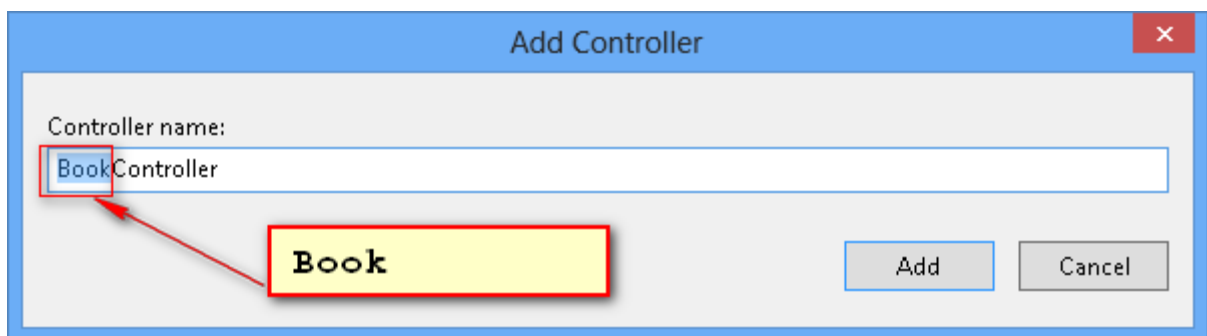 Add Controller
Controller name:
BookController
Book
Add Cancel